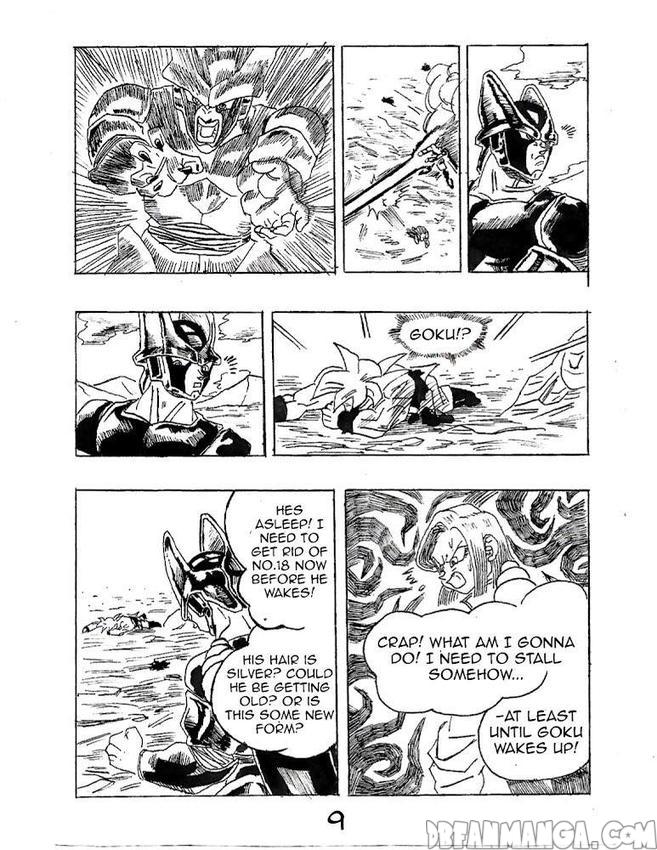 GOKU!?
HES
ASLEEP! I
NEED TO
GET RID OF
NO.18 NOW
BEFORE HE
WAKES!
HIS HAIR IS
SILVER? COULD
HE BE GETTING
OLD? OR IS
THIS SOME NEW
FORM?
CRAP! WHAT AM I GONNA
DO! I NEED TO STALL
SOMEHOW...
-AT LEAST
UNTIL GOKU
WAKES UP!
9
DBFANMANGA.COM